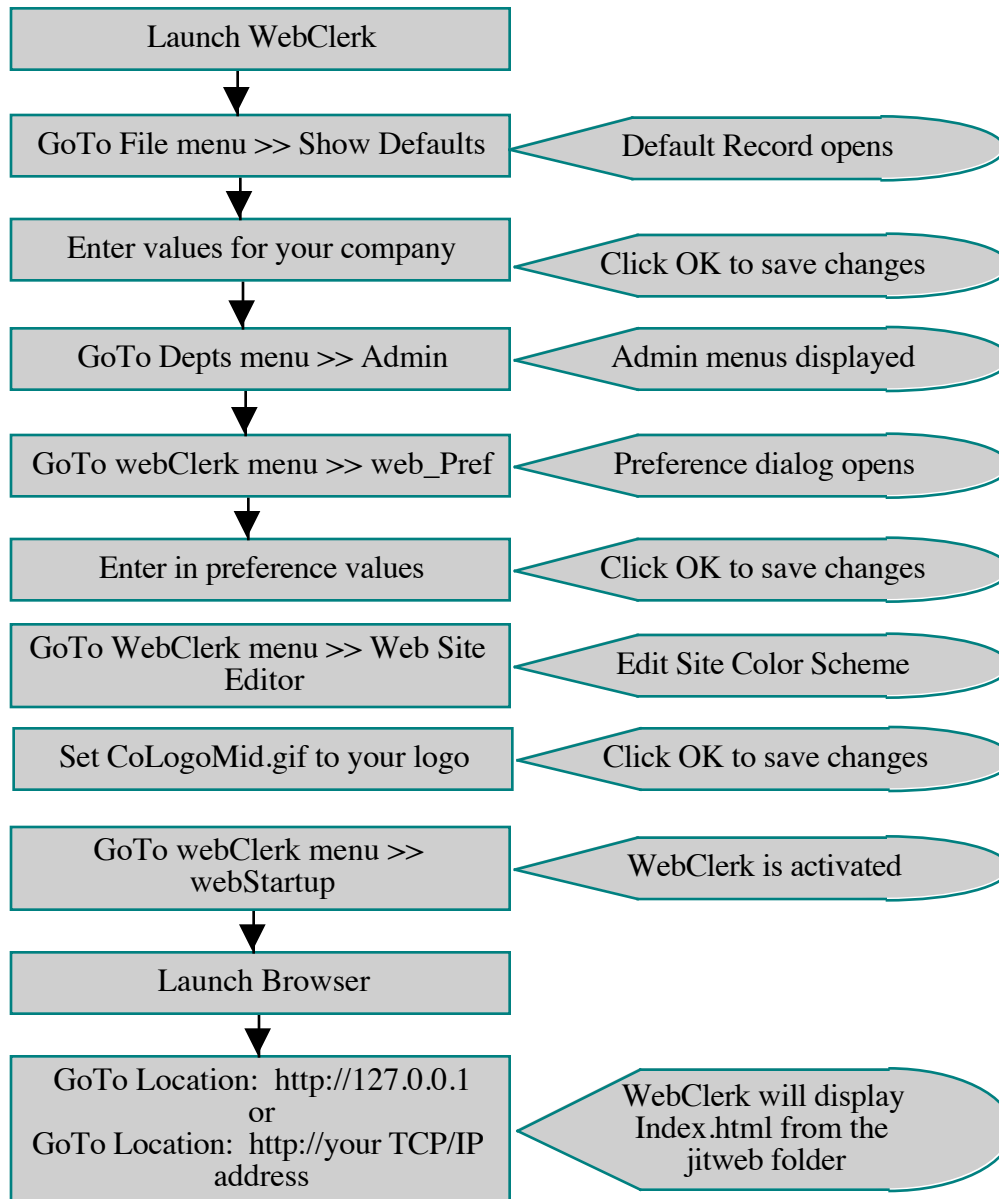 Launch WebClerk
GoTo File menu >> Show Defaults
Default Record opens
Enter values for your company
Click OK to save changes
GoTo Depts menu >> Admin
Admin menus displayed
GoTo webClerk menu >> web_Pref
Preference dialog opens
Enter in preference values
Click OK to save changes
GoTo WebClerk menu >> Web Site
Editor
Edit Site Color Scheme
Set CoLogoMid.gif to your logo
Click OK to save changes
GoTo webClerk menu >>
webStartup
WebClerk is activated
Launch Browser
GoTo Location:  http://127.0.0.1
or
GoTo Location:  http://your TCP/IP
address
WebClerk will display
Index.html from the
jitweb folder